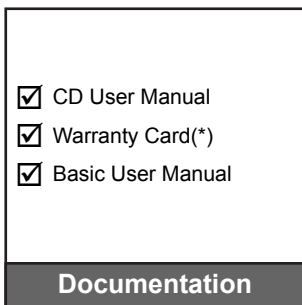 CD User Manual
Warranty Card(*)
Basic User Manual
Documentation